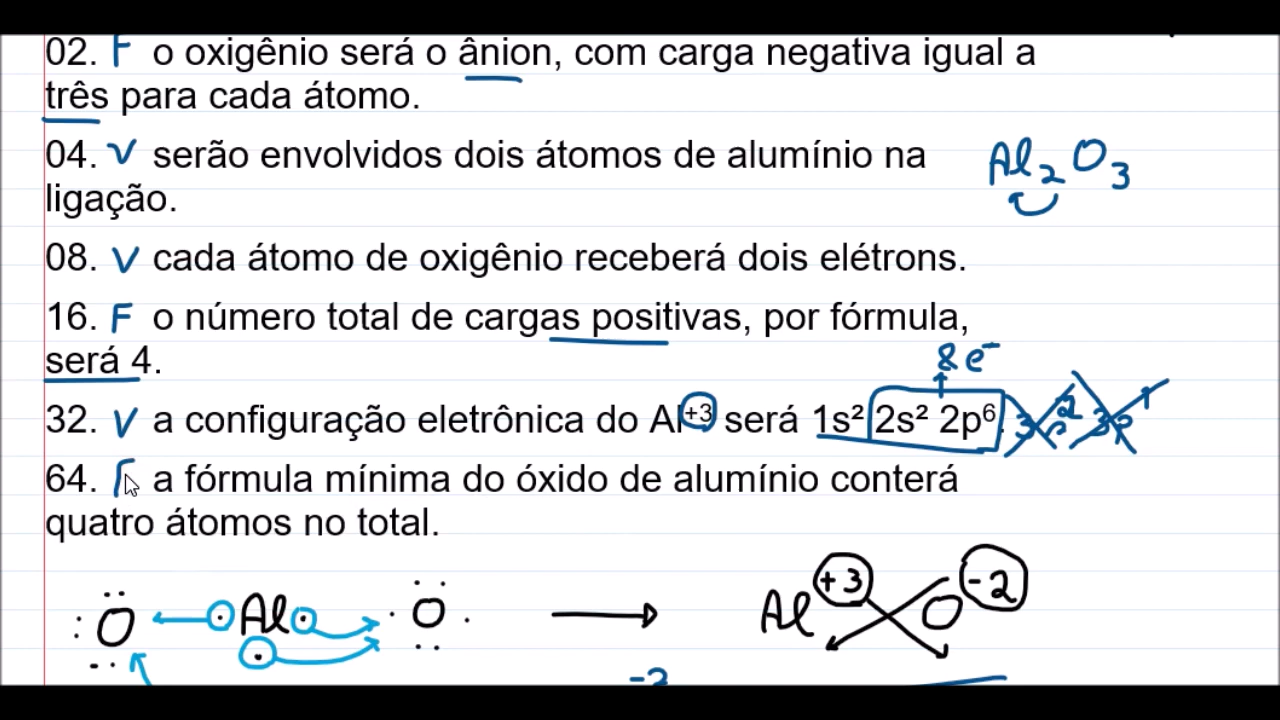 02. F o oxigênio será o ânion, com carga negativa igual a
três para cada átomo.
04. V serão envolvidos dois átomos de alumínio na
ligação.
Al2O3
08. V cada átomo de oxigênio receberá dois elétrons.
16. F o número total de cargas positivas, por fórmula,
será 4.
8 e⁻
32. V a configuração eletrônica do Al+3 será 1s² 2s² 2p⁶. 3s² 3p¹
64. F a fórmula mínima do óxido de alumínio conterá
quatro átomos no total.
O Al O Al+3 O-2